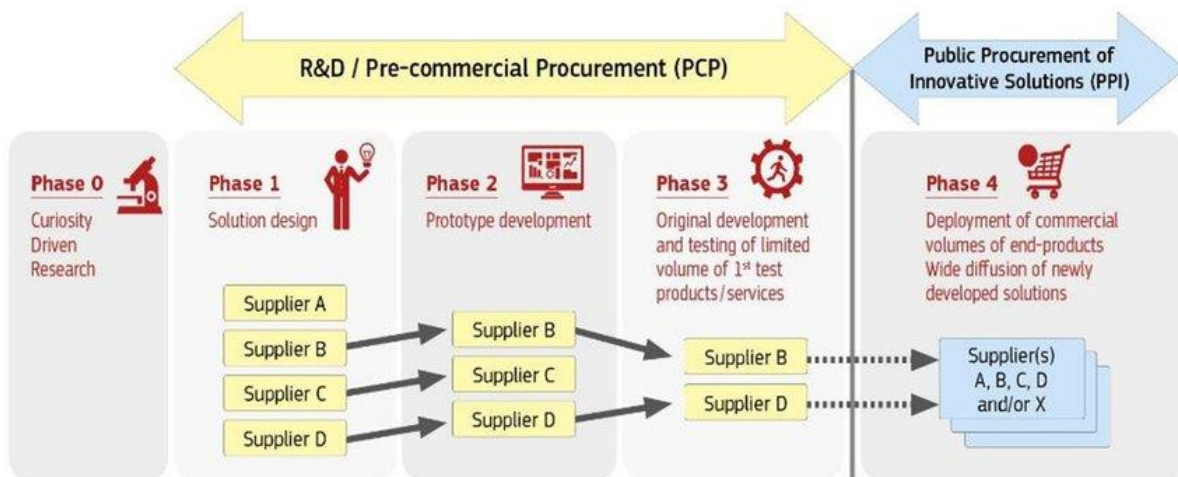 R&D / Pre-commercial Procurement (PCP)
Public Procurement of
Innovative Solutions (PPI)
Phase 0
Curiosity
Driven
Research
Phase 1
Solution design
Supplier A
Supplier B
Supplier C
Supplier D
Phase 2
Prototype development
Supplier B
Supplier C
Supplier D
Phase 3
Original development
and testing of limited
volume of 1st test
products/services
Supplier B
Supplier D
Phase 4
Deployment of commercial
volumes of end-products
Wide diffusion of newly
developed solutions
Supplier(s)
A, B, C, D
and/or X